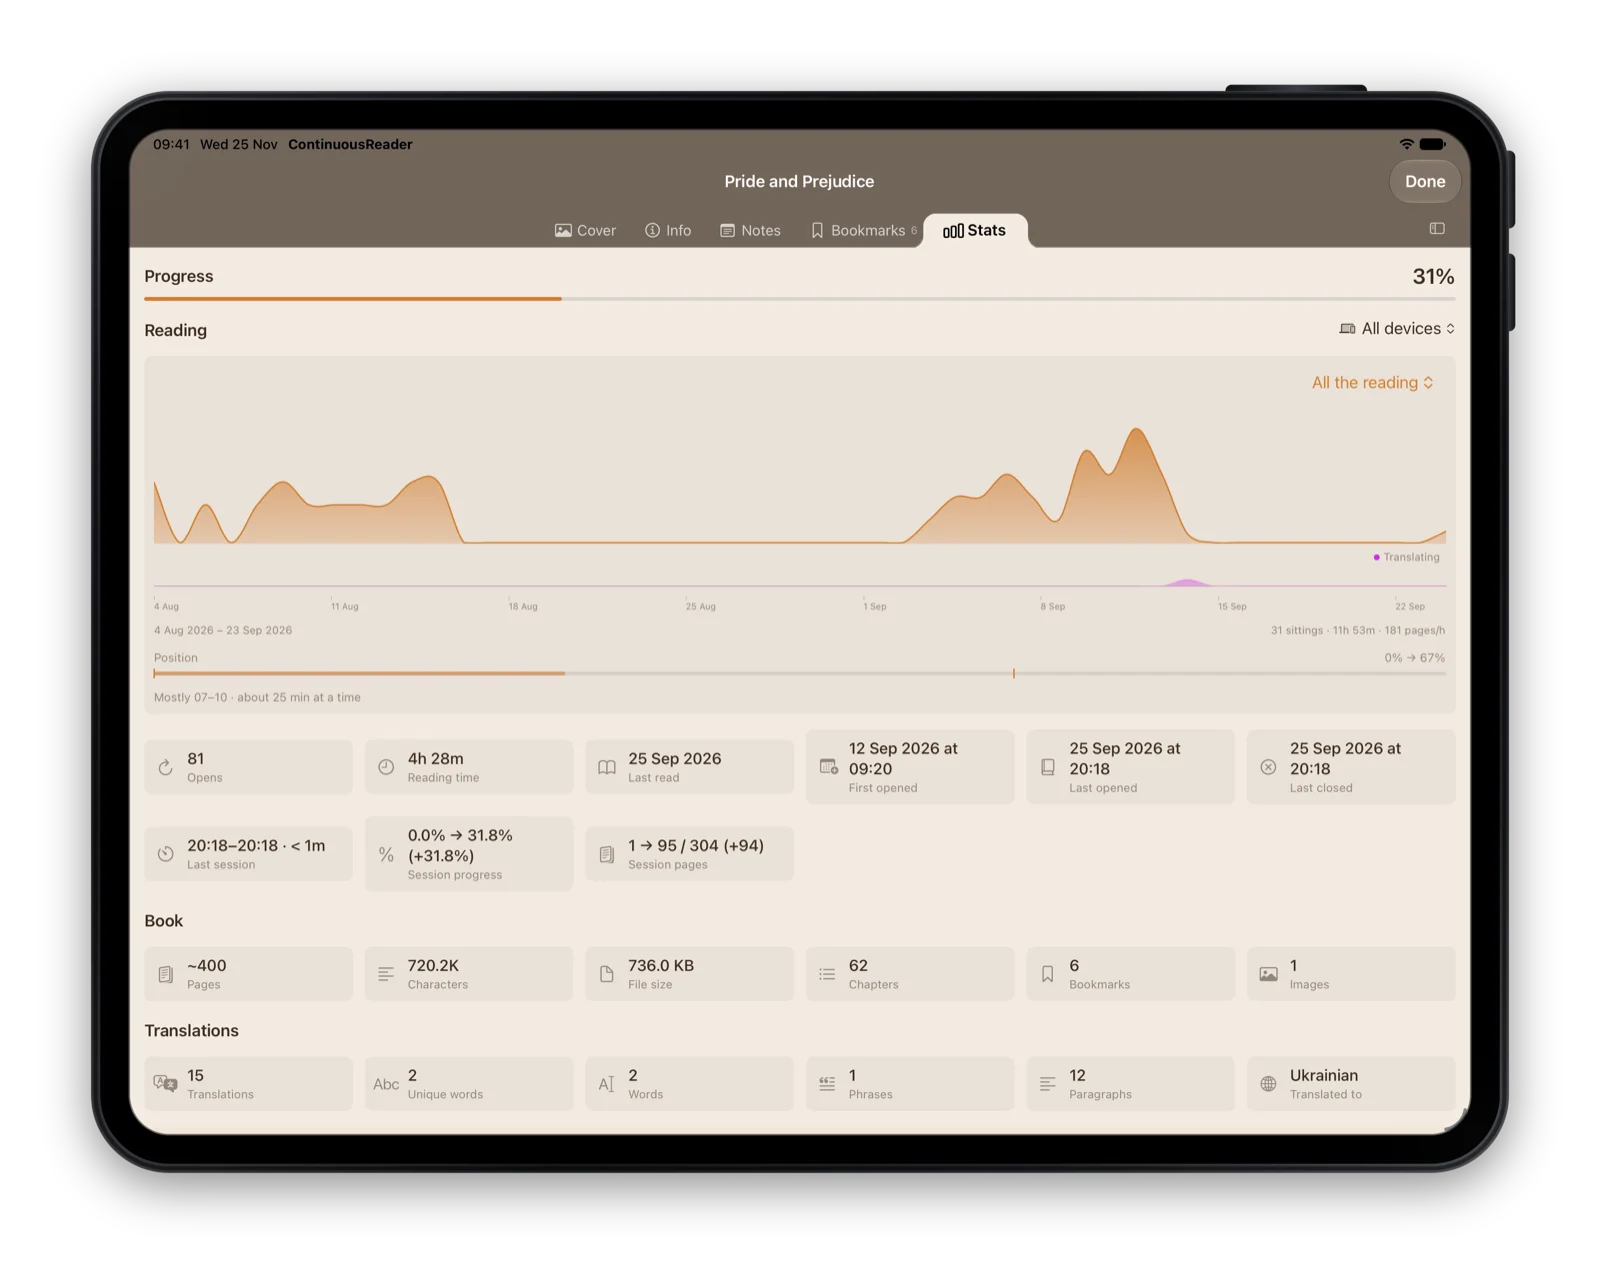 09:41 Wed 25 Nov ContinuousReader
Pride and Prejudice
Done
Cover
Info
Notes
Bookmarks 6
Stats
Progress
31%
Reading
All devices
All the reading
Translating
4 Aug
11 Aug
18 Aug
25 Aug
1 Sep
8 Sep
15 Sep
22 Sep
4 Aug 2026 – 23 Sep 2026
31 sittings · 11h 53m · 181 pages/h
Position
0% → 67%
Mostly 07–10 · about 25 min at a time
81
Opens
4h 28m
Reading time
25 Sep 2026
Last read
12 Sep 2026 at
09:20
First opened
25 Sep 2026 at
20:18
Last opened
25 Sep 2026 at
20:18
Last closed
20:18–20:18 · < 1m
Last session
%
0.0% → 31.8%
(+31.8%)
Session progress
1 → 95 / 304 (+94)
Session pages
Book
~400
Pages
720.2K
Characters
736.0 KB
File size
62
Chapters
6
Bookmarks
1
Images
Translations
15
Translations
Abc
2
Unique words
2
Words
1
Phrases
12
Paragraphs
Ukrainian
Translated to